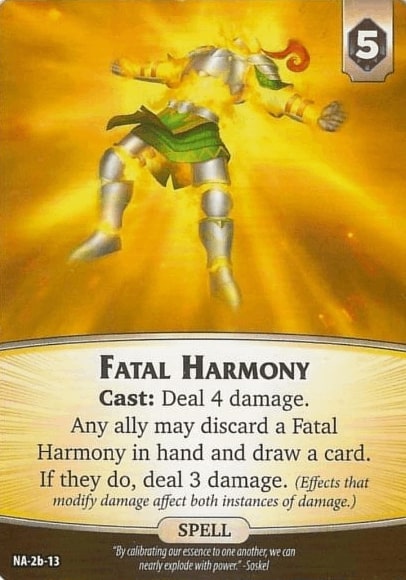 5
FATAL HARMONY
Cast: Deal 4 damage.
Any ally may discard a Fatal
Harmony in hand and draw a card.
If they do, deal 3 damage. (Effects that
modify damage affect both instances of damage.)
SPELL
NA-2b-13
"By calibrating our essence to one another, we can
nearly explode with power." -Soskel